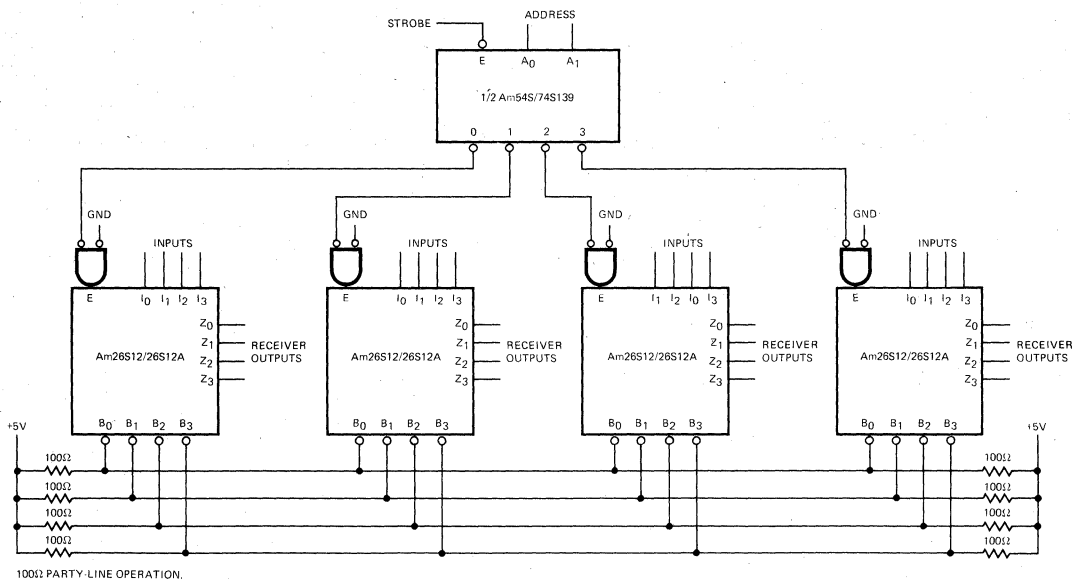 STROBE
ADDRESS
E A0 A1
1/2 Am54S/74S139
0 1 2 3
GND
GND
GND
GND
INPUTS
INPUTS
INPUTS
INPUTS
E I0 I1 I2 I3
E I0 I1 I2 I3
E I1 I2 I0 I3
E I0 I1 I2 I3
Z0
Z1
Z2
Z3
RECEIVER
OUTPUTS
Am26S12/26S12A
Z0
Z1
Z2
Z3
RECEIVER
OUTPUTS
Am26S12/26S12A
Z0
Z1
Z2
Z3
RECEIVER
OUTPUTS
Am26S12/26S12A
Z0
Z1
Z2
Z3
RECEIVER
OUTPUTS
Am26S12/26S12A
B0 B1 B2 B3
B0 B1 B2 B3
B0 B1 B2 B3
B0 B1 B2 B3
+5V
+5V
100Ω
100Ω
100Ω
100Ω
100Ω
100Ω
100Ω
100Ω
100Ω PARTY-LINE OPERATION.